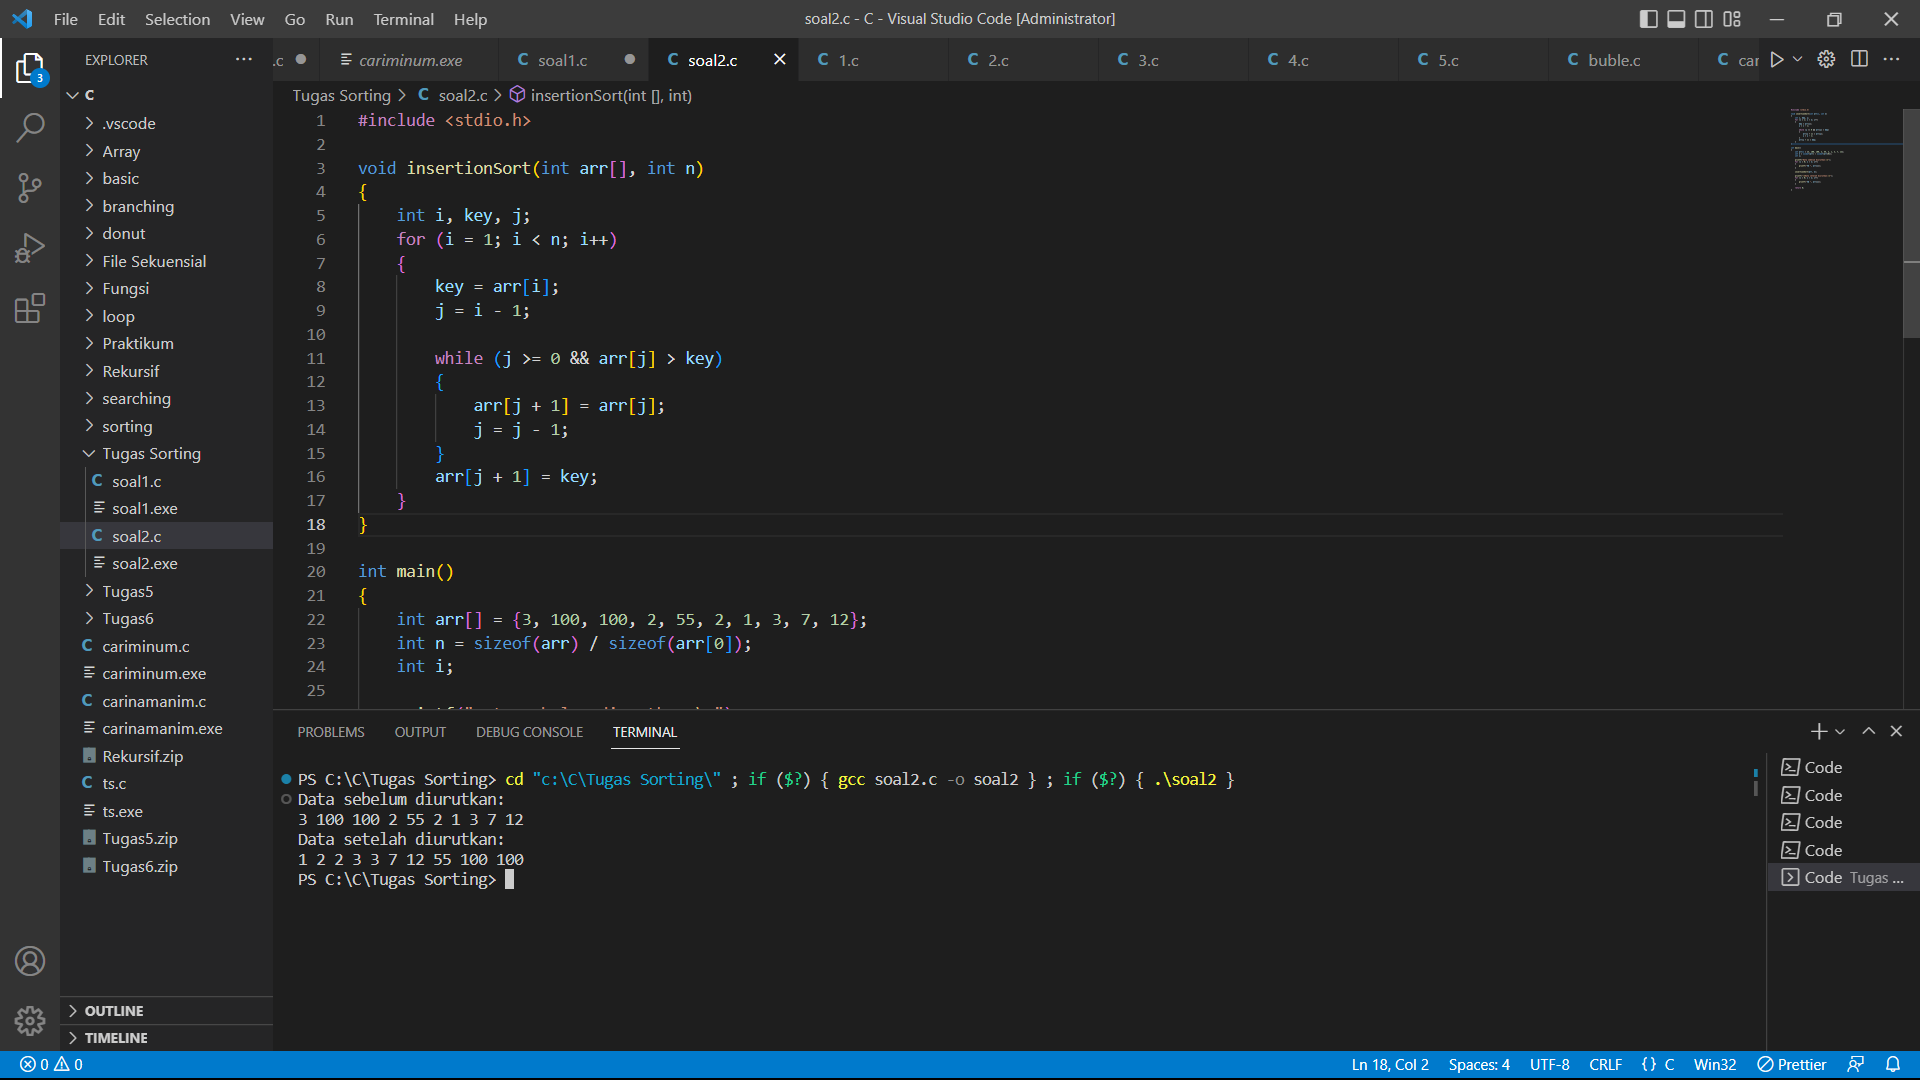 File Edit Selection View Go Run Terminal Help
soal2.c - C - Visual Studio Code [Administrator]
EXPLORER
.c
cariminum.exe
C soal1.c
C soal2.c
C 1.c
C 2.c
C 3.c
C 4.c
C 5.c
C buble.c
C car
3
Tugas Sorting > C soal2.c > insertionSort(int [], int)
C
.vscode
Array
basic
branching
donut
File Sekuensial
Fungsi
loop
Praktikum
Rekursif
searching
sorting
Tugas Sorting
C soal1.c
soal1.exe
C soal2.c
soal2.exe
Tugas5
Tugas6
C cariminum.c
cariminum.exe
C carinamanim.c
carinamanim.exe
Rekursif.zip
C ts.c
ts.exe
Tugas5.zip
Tugas6.zip
OUTLINE
TIMELINE
1 #include <stdio.h>
2
3 void insertionSort(int arr[], int n)
4 {
5 int i, key, j;
6 for (i = 1; i < n; i++)
7 {
8 key = arr[i];
9 j = i - 1;
10
11 while (j >= 0 && arr[j] > key)
12 {
13 arr[j + 1] = arr[j];
14 j = j - 1;
15 }
16 arr[j + 1] = key;
17 }
18 }
19
20 int main()
21 {
22 int arr[] = {3, 100, 100, 2, 55, 2, 1, 3, 7, 12};
23 int n = sizeof(arr) / sizeof(arr[0]);
24 int i;
25
PROBLEMS OUTPUT DEBUG CONSOLE TERMINAL
PS C:\C\Tugas Sorting> cd "c:\C\Tugas Sorting\" ; if ($?) { gcc soal2.c -o soal2 } ; if ($?) { .\soal2 }
Data sebelum diurutkan:
3 100 100 2 55 2 1 3 7 12
Data setelah diurutkan:
1 2 2 3 3 7 12 55 100 100
PS C:\C\Tugas Sorting>
Code
Code
Code
Code
Code Tugas ...
0 0
Ln 18, Col 2 Spaces: 4 UTF-8 CRLF {} C Win32 Prettier